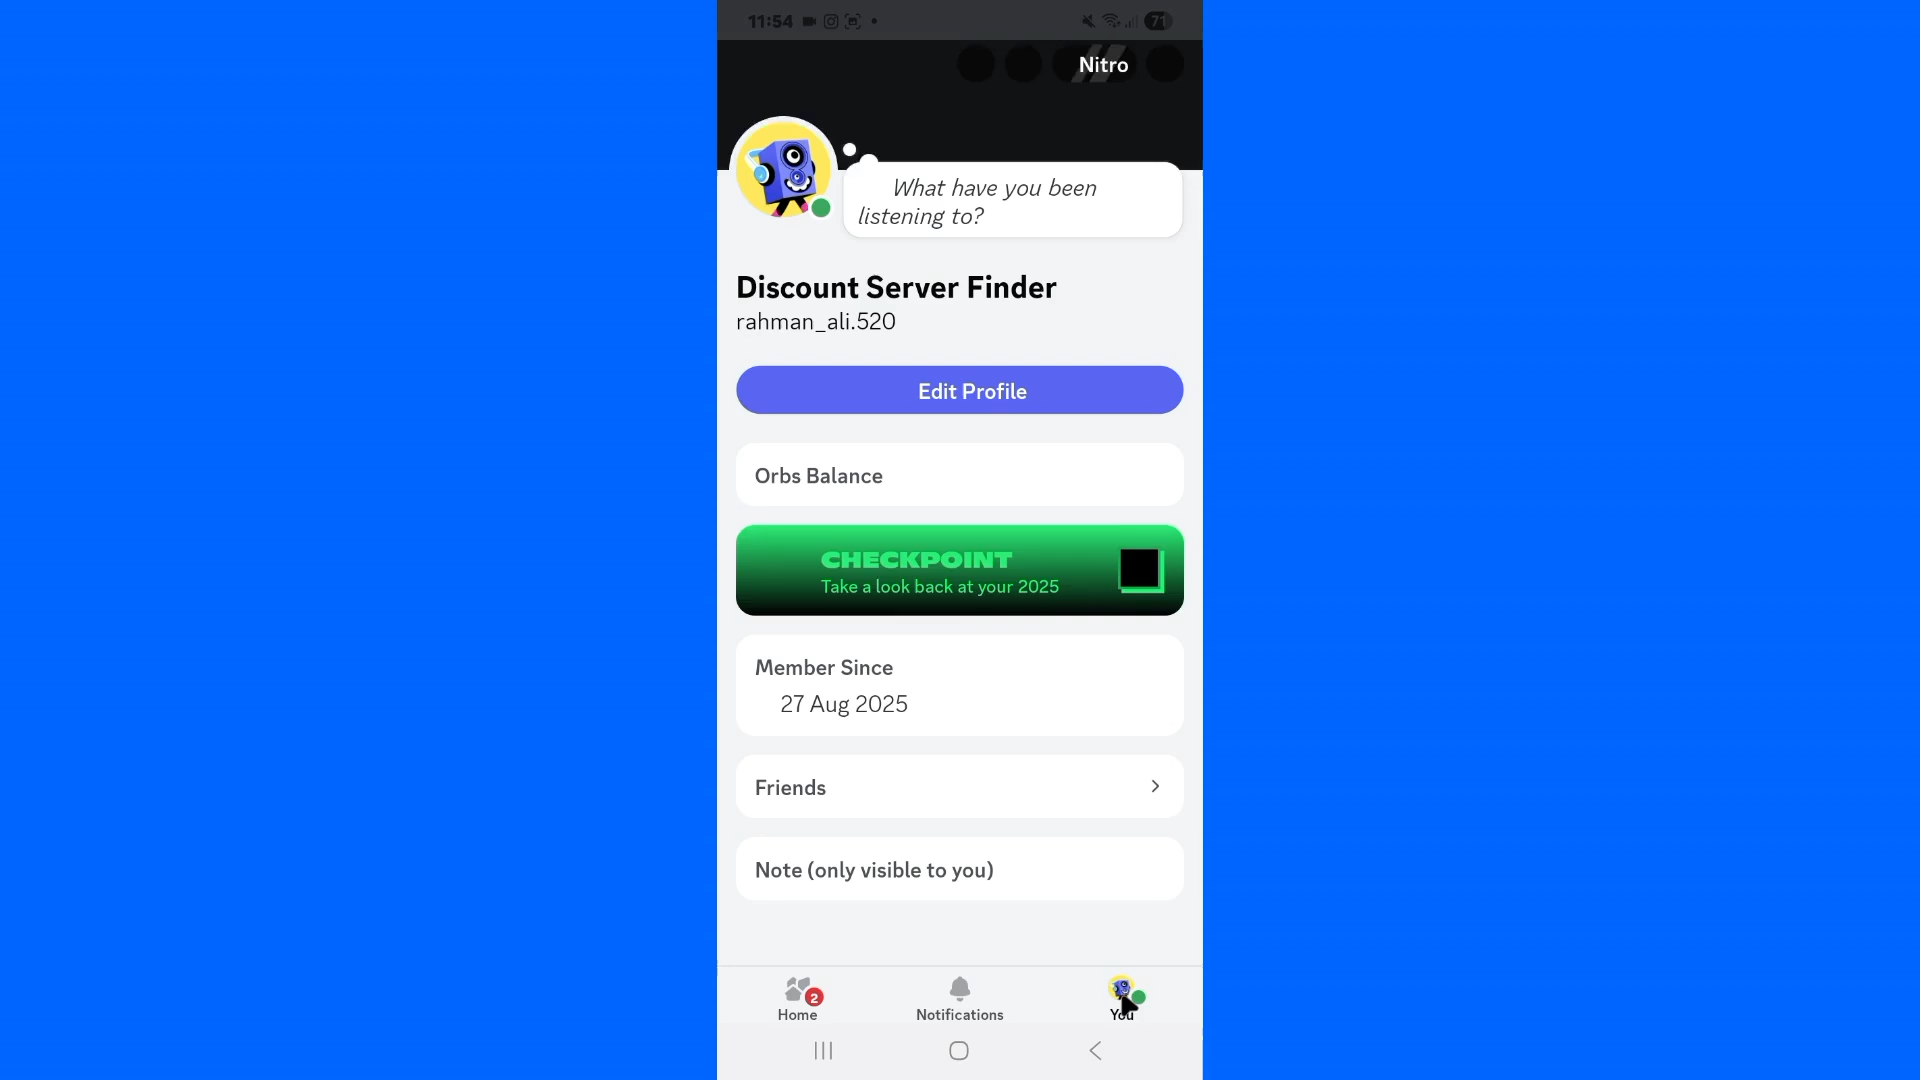 11:54
71
Nitro
What have you been
listening to?
Discount Server Finder
rahman_ali.520
Edit Profile
Orbs Balance
CHECKPOINT
Take a look back at your 2025
Member Since
27 Aug 2025
Friends
Note (only visible to you)
2
Home
Notifications
You